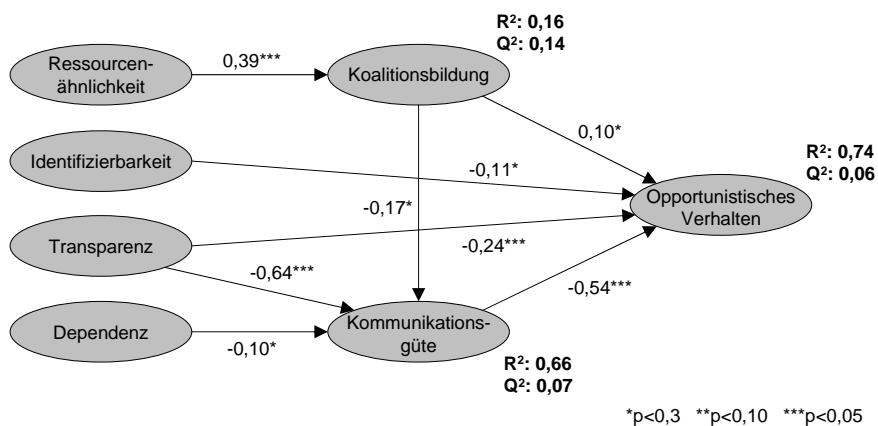 R²: 0,16
Q²: 0,14
Ressourcen-
ähnlichkeit
0,39***
Koalitionsbildung
0,10*
R²: 0,74
Q²: 0,06
Identifizierbarkeit
-0,11*
Opportunistisches
Verhalten
-0,17*
Transparenz
-0,24***
-0,64***
-0,54***
Dependenz
-0,10*
Kommunikations-
güte
R²: 0,66
Q²: 0,07
*p<0,3 **p<0,10 ***p<0,05